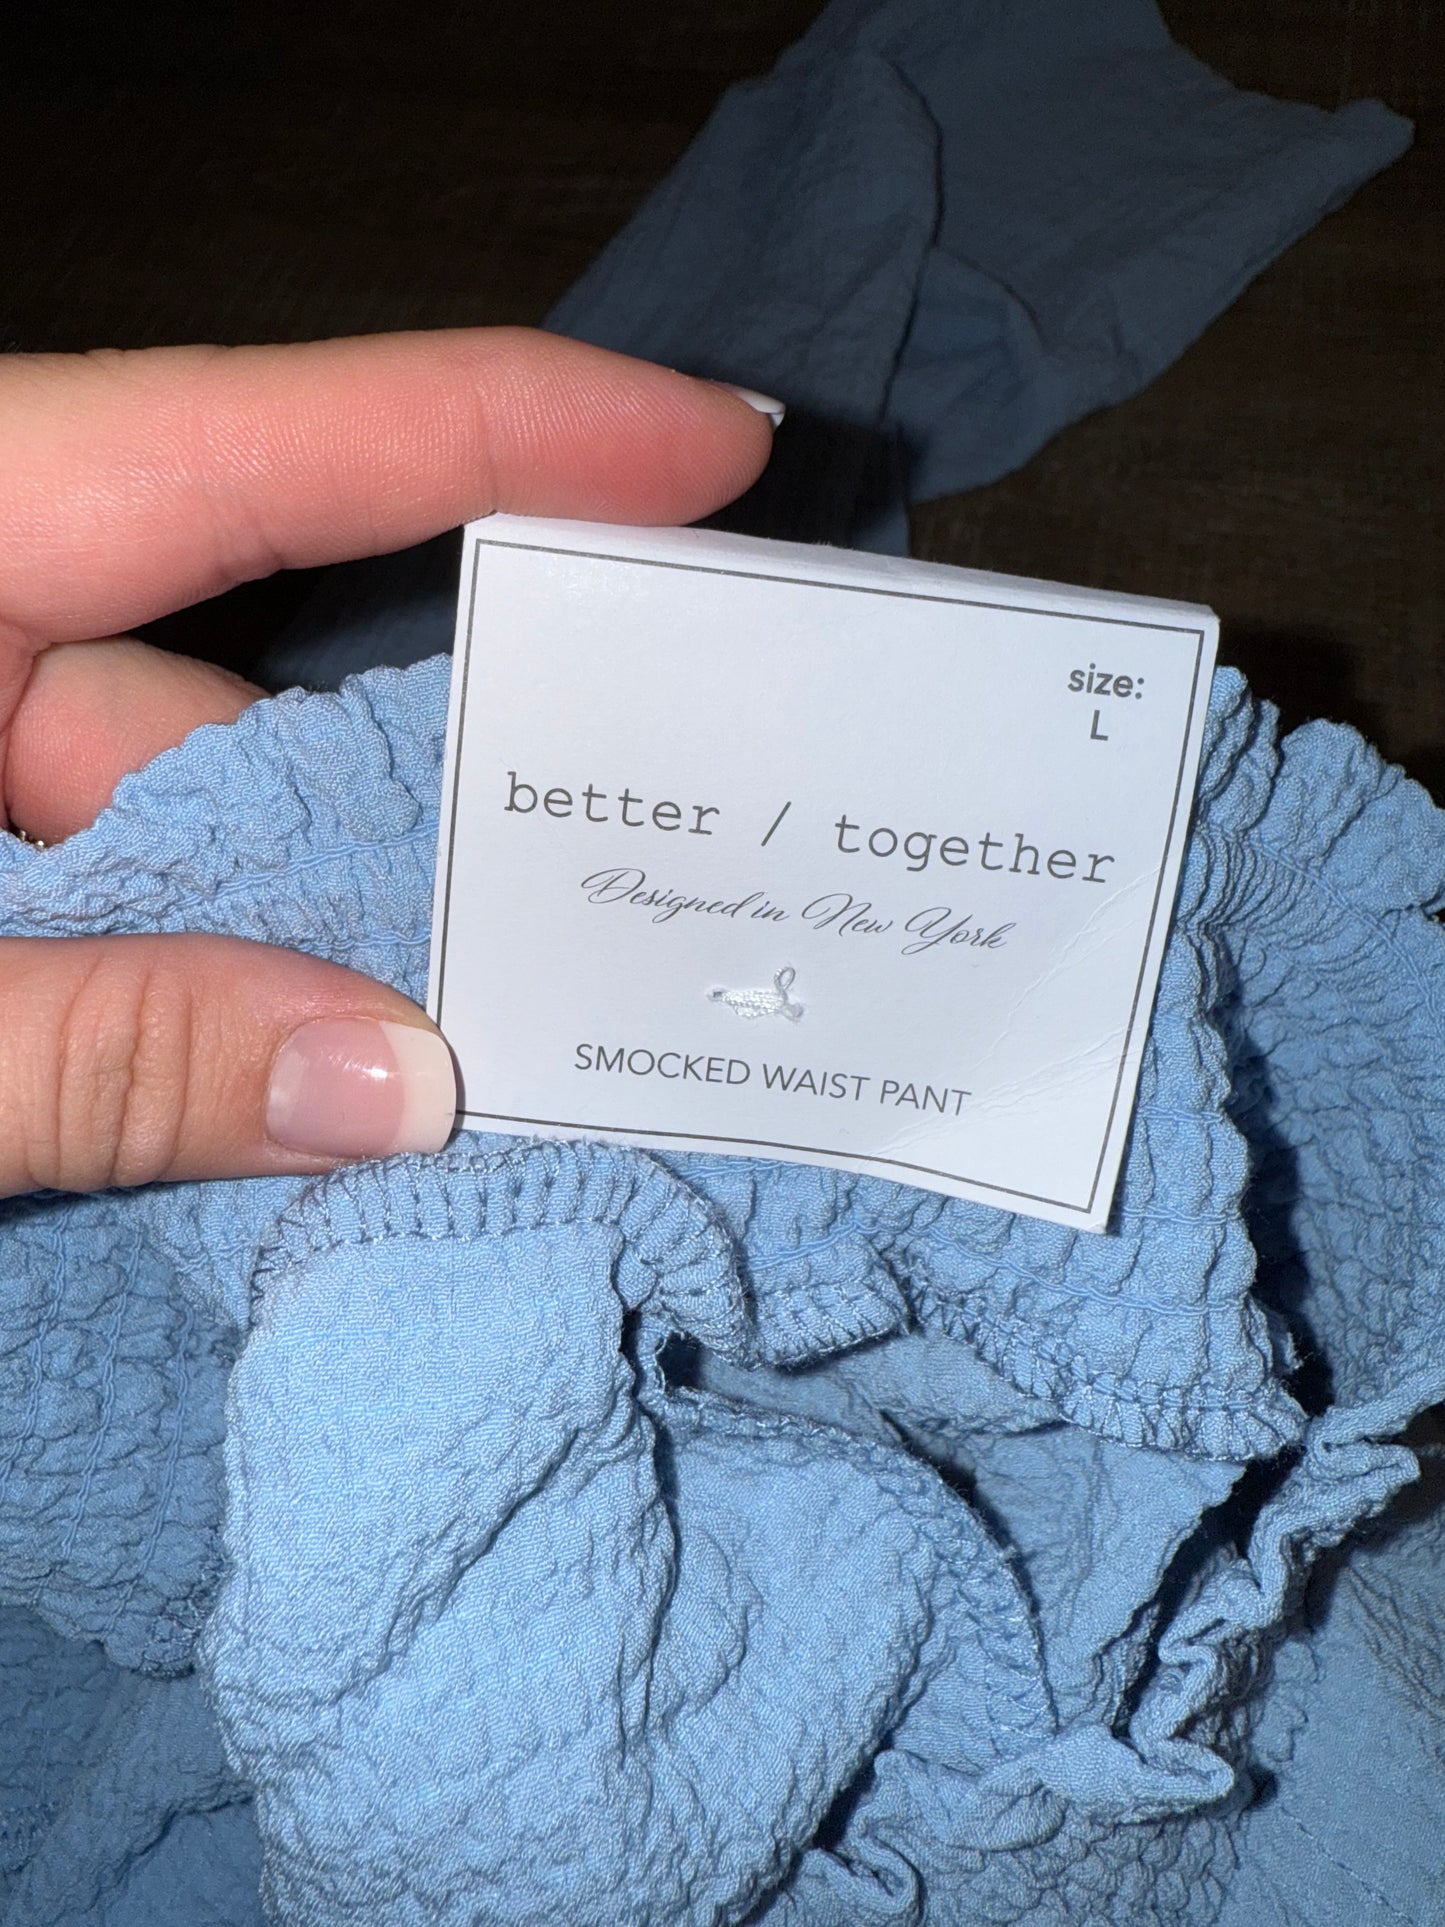 size:
L
better / together
Designed in New York
SMOCKED WAIST PANT